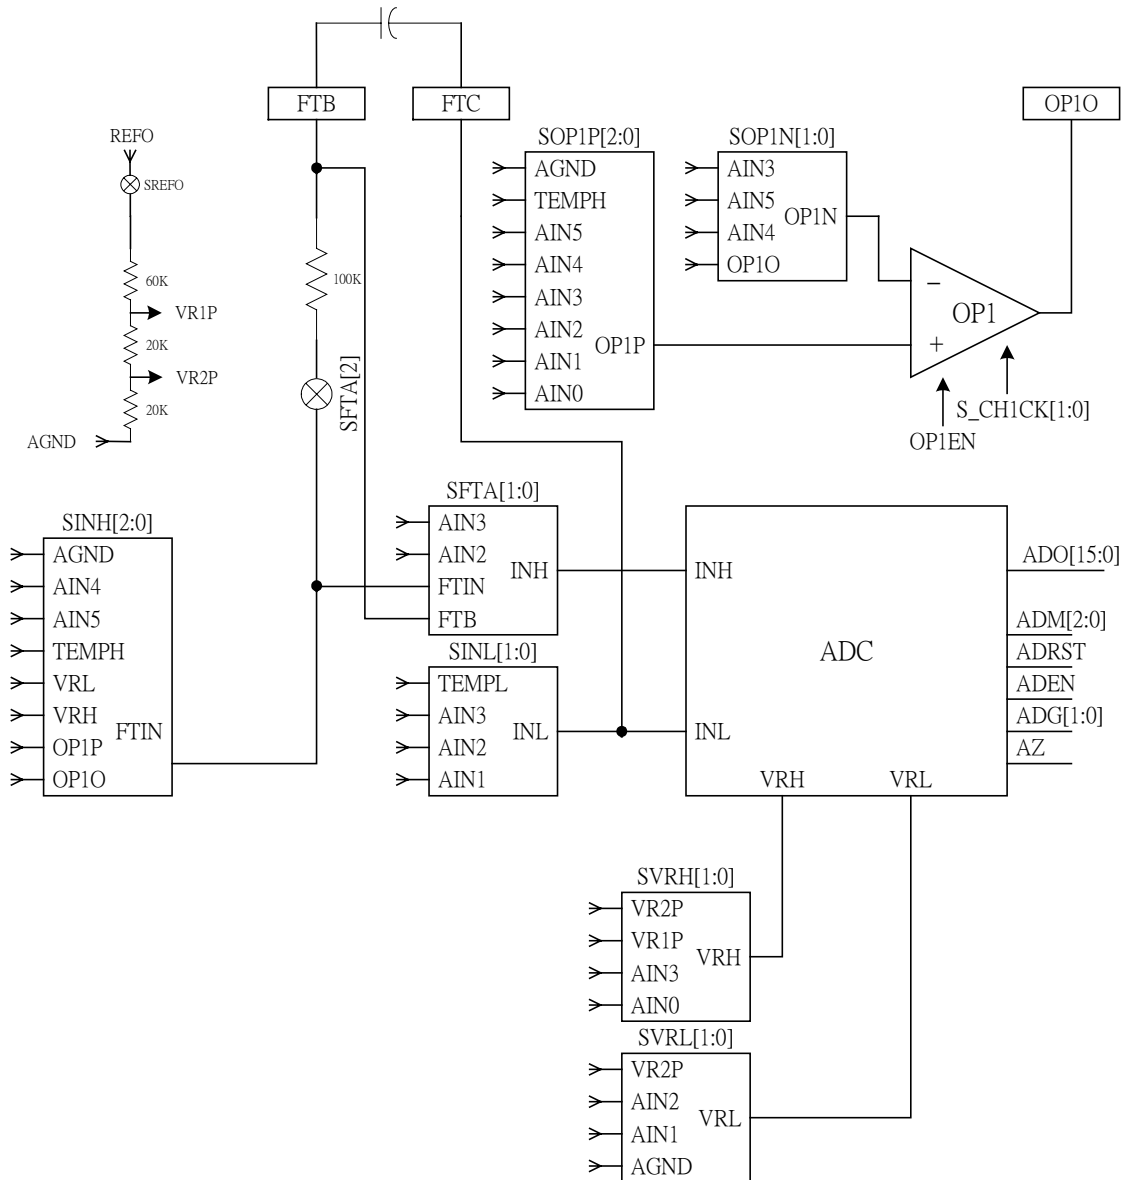 FTB
FTC
OP1O
REFO
SREFO
60K
VR1P
20K
VR2P
20K
AGND
100K
SFTA[2]
SOP1P[2:0]
AGND
TEMPH
AIN5
AIN4
AIN3
AIN2
AIN1
AIN0
OP1P
SOP1N[1:0]
AIN3
AIN5
AIN4
OP1O
OP1N
−
+
OP1
S_CH1CK[1:0]
OP1EN
SINH[2:0]
AGND
AIN4
AIN5
TEMPH
VRL
VRH
OP1P
OP1O
FTIN
SFTA[1:0]
AIN3
AIN2
FTIN
FTB
INH
SINL[1:0]
TEMPL
AIN3
AIN2
AIN1
INL
INH
INL
ADC
VRH
VRL
ADO[15:0]
ADM[2:0]
ADRST
ADEN
ADG[1:0]
AZ
SVRH[1:0]
VR2P
VR1P
AIN3
AIN0
VRH
SVRL[1:0]
VR2P
AIN2
AIN1
AGND
VRL